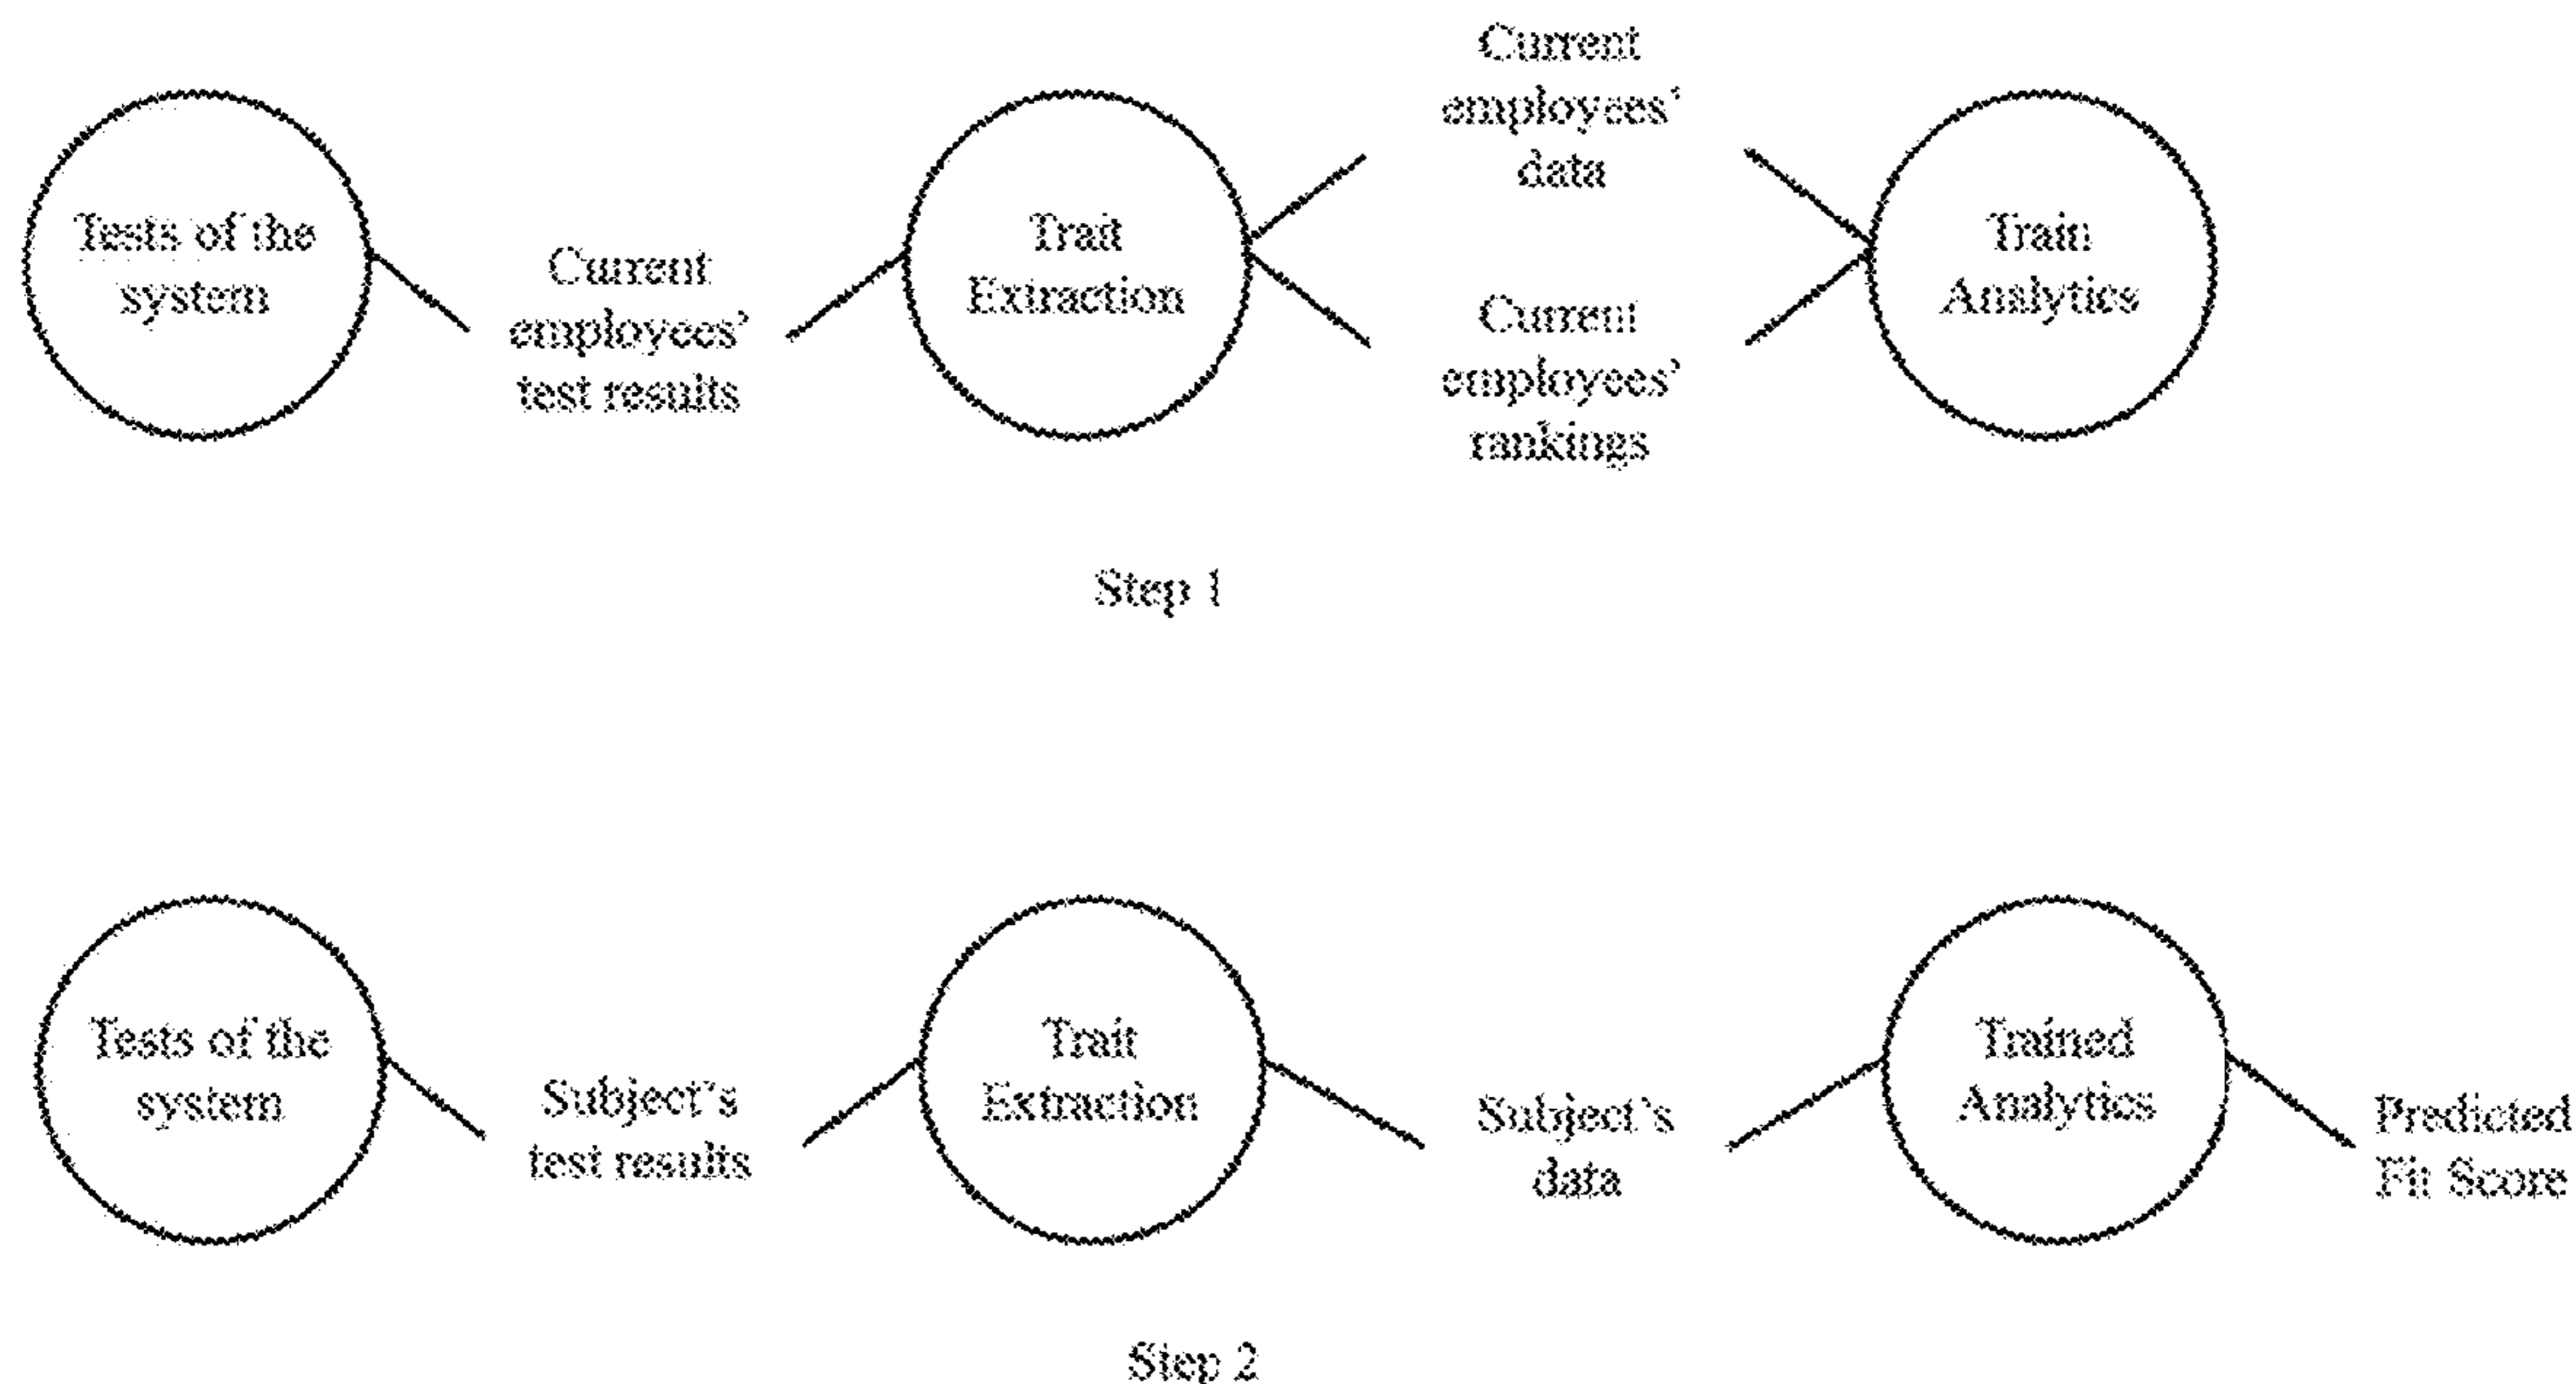 Tests of the
system
Current
employees'
test results
Trait
Extraction
Current
employees'
data
Current
employees'
rankings
Train
Analytics
Step 1
Tests of the
system
Subject's
test results
Trait
Extraction
Subject's
data
Trained
Analytics
Predicted
Fit Score
Step 2